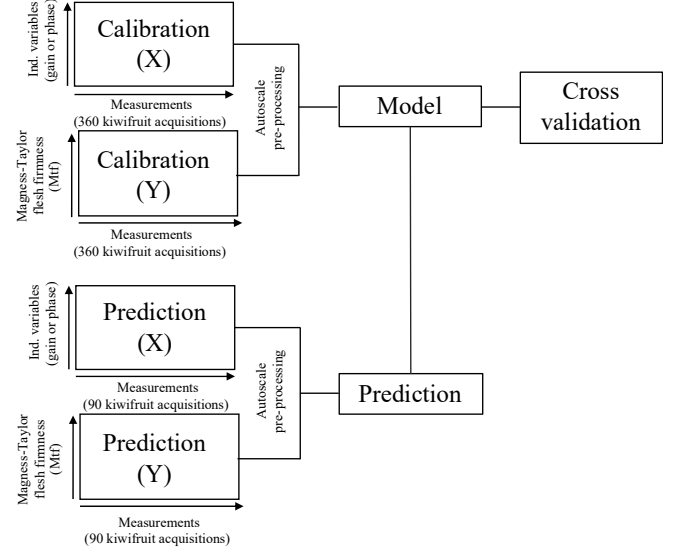 Ind. variables
(gain or phase)
Calibration
(X)
Measurements
(360 kiwifruit acquisitions)
Magness-Taylor
flesh firmness
(Mtf)
Calibration
(Y)
Measurements
(360 kiwifruit acquisitions)
Autoscale
pre-processing
Model
Cross
validation
Ind. variables
(gain or phase)
Prediction
(X)
Measurements
(90 kiwifruit acquisitions)
Magness-Taylor
flesh firmness
(Mtf)
Prediction
(Y)
Measurements
(90 kiwifruit acquisitions)
Autoscale
pre-processing
Prediction